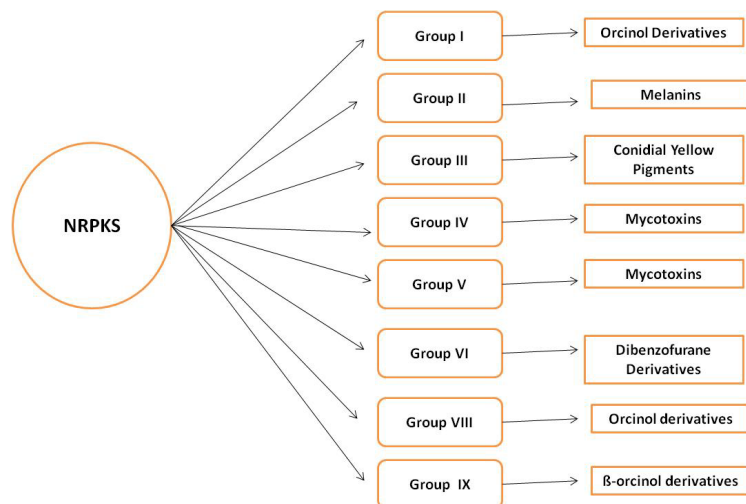 NRPKS
Group I
Orcinol Derivatives
Group II
Melanins
Group III
Conidial Yellow
Pigments
Group IV
Mycotoxins
Group V
Mycotoxins
Group VI
Dibenzofurane
Derivatives
Group VIII
Orcinol derivatives
Group IX
ß-orcinol derivatives